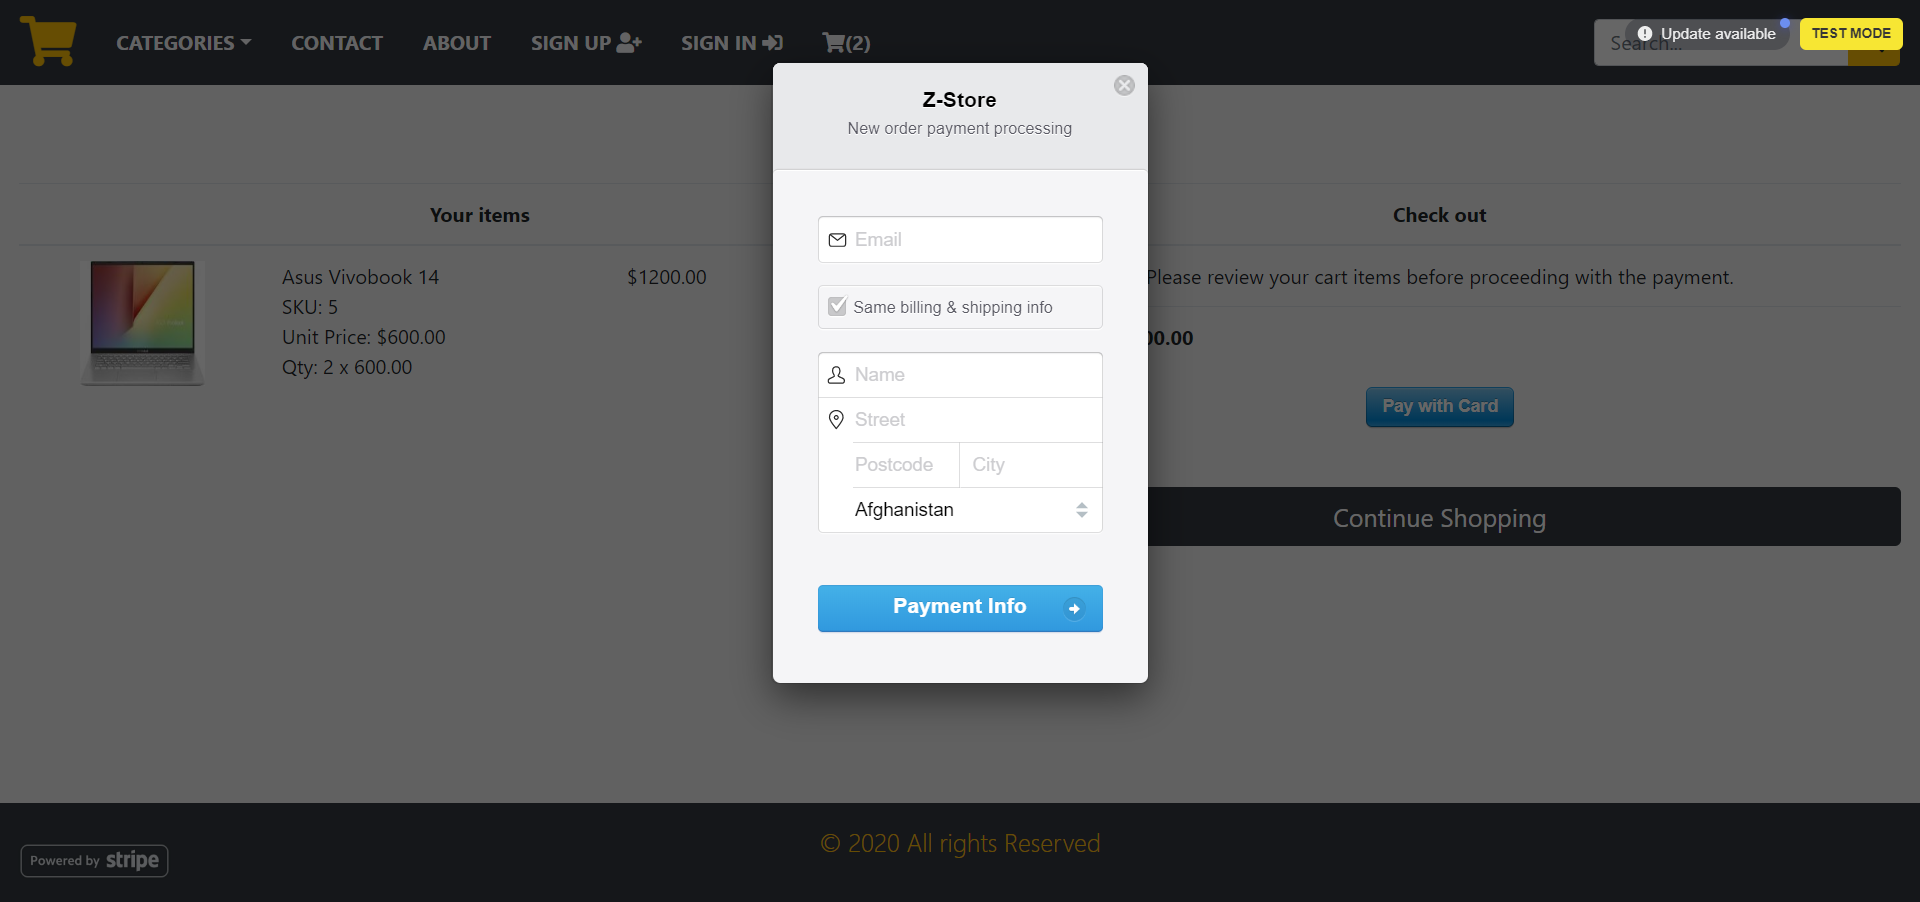 CATEGORIES
CONTACT
ABOUT
SIGN UP
SIGN IN
(2)
Search...
Update available
TEST MODE
Z-Store
New order payment processing
Your items
Check out
Asus Vivobook 14
$1200.00
SKU: 5
Unit Price: $600.00
Qty: 2 x 600.00
Please review your cart items before proceeding with the payment.
00.00
Pay with Card
Continue Shopping
Email
Same billing & shipping info
Name
Street
Postcode
City
Afghanistan
Payment Info
© 2020 All rights Reserved
Powered by stripe